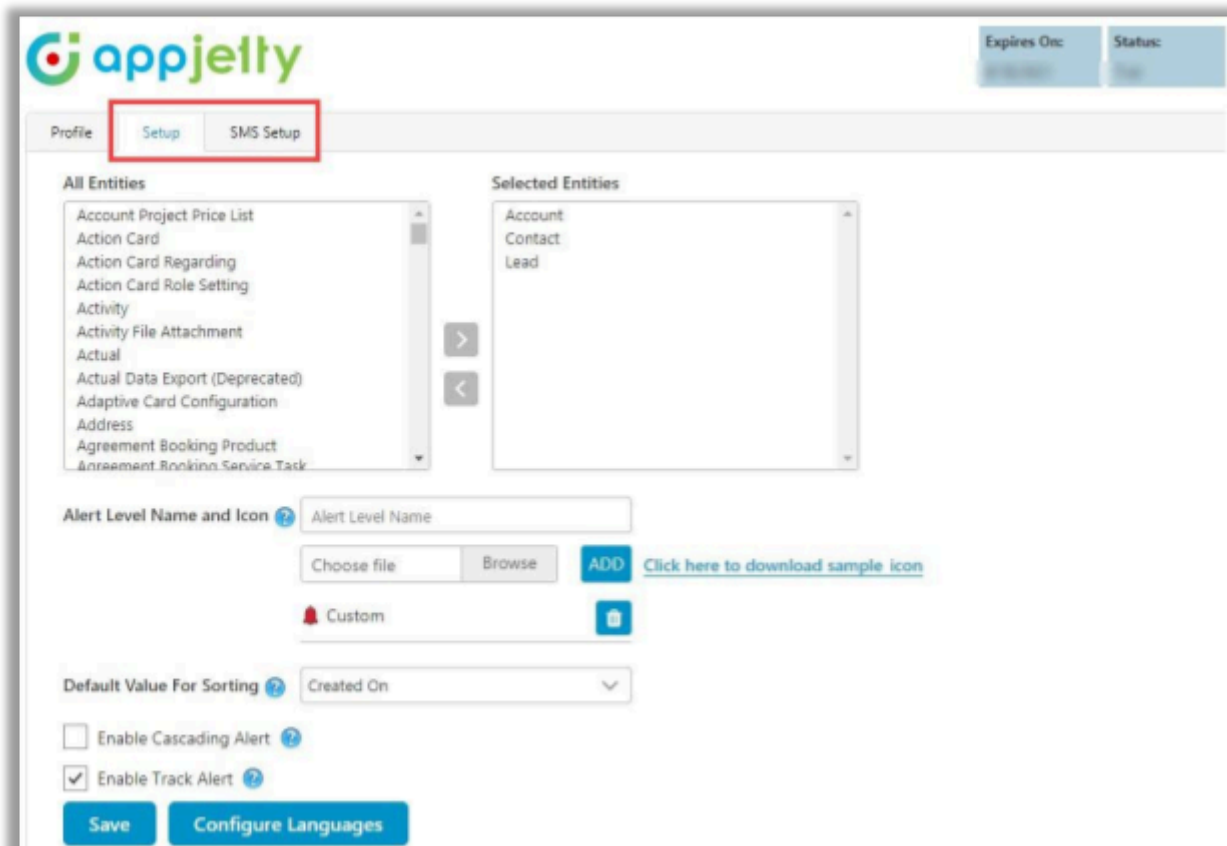 appjetty
Expires On:
Status:
Profile
Setup
SMS Setup
All Entities
Selected Entities
Account Project Price List
Action Card
Action Card Regarding
Action Card Role Setting
Activity
Activity File Attachment
Actual
Actual Data Export (Deprecated)
Adaptive Card Configuration
Address
Agreement Booking Product
Agreement Booking Service Task
Account
Contact
Lead
Alert Level Name and Icon
Alert Level Name
Choose file
Browse
ADD
Click here to download sample icon
Custom
Default Value For Sorting
Created On
Enable Cascading Alert
Enable Track Alert
Save
Configure Languages